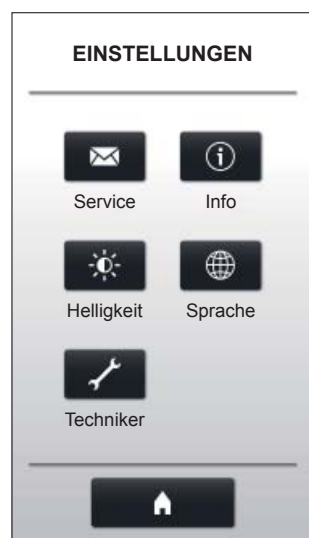 EINSTELLUNGEN
Service Info
Helligkeit Sprache
Techniker